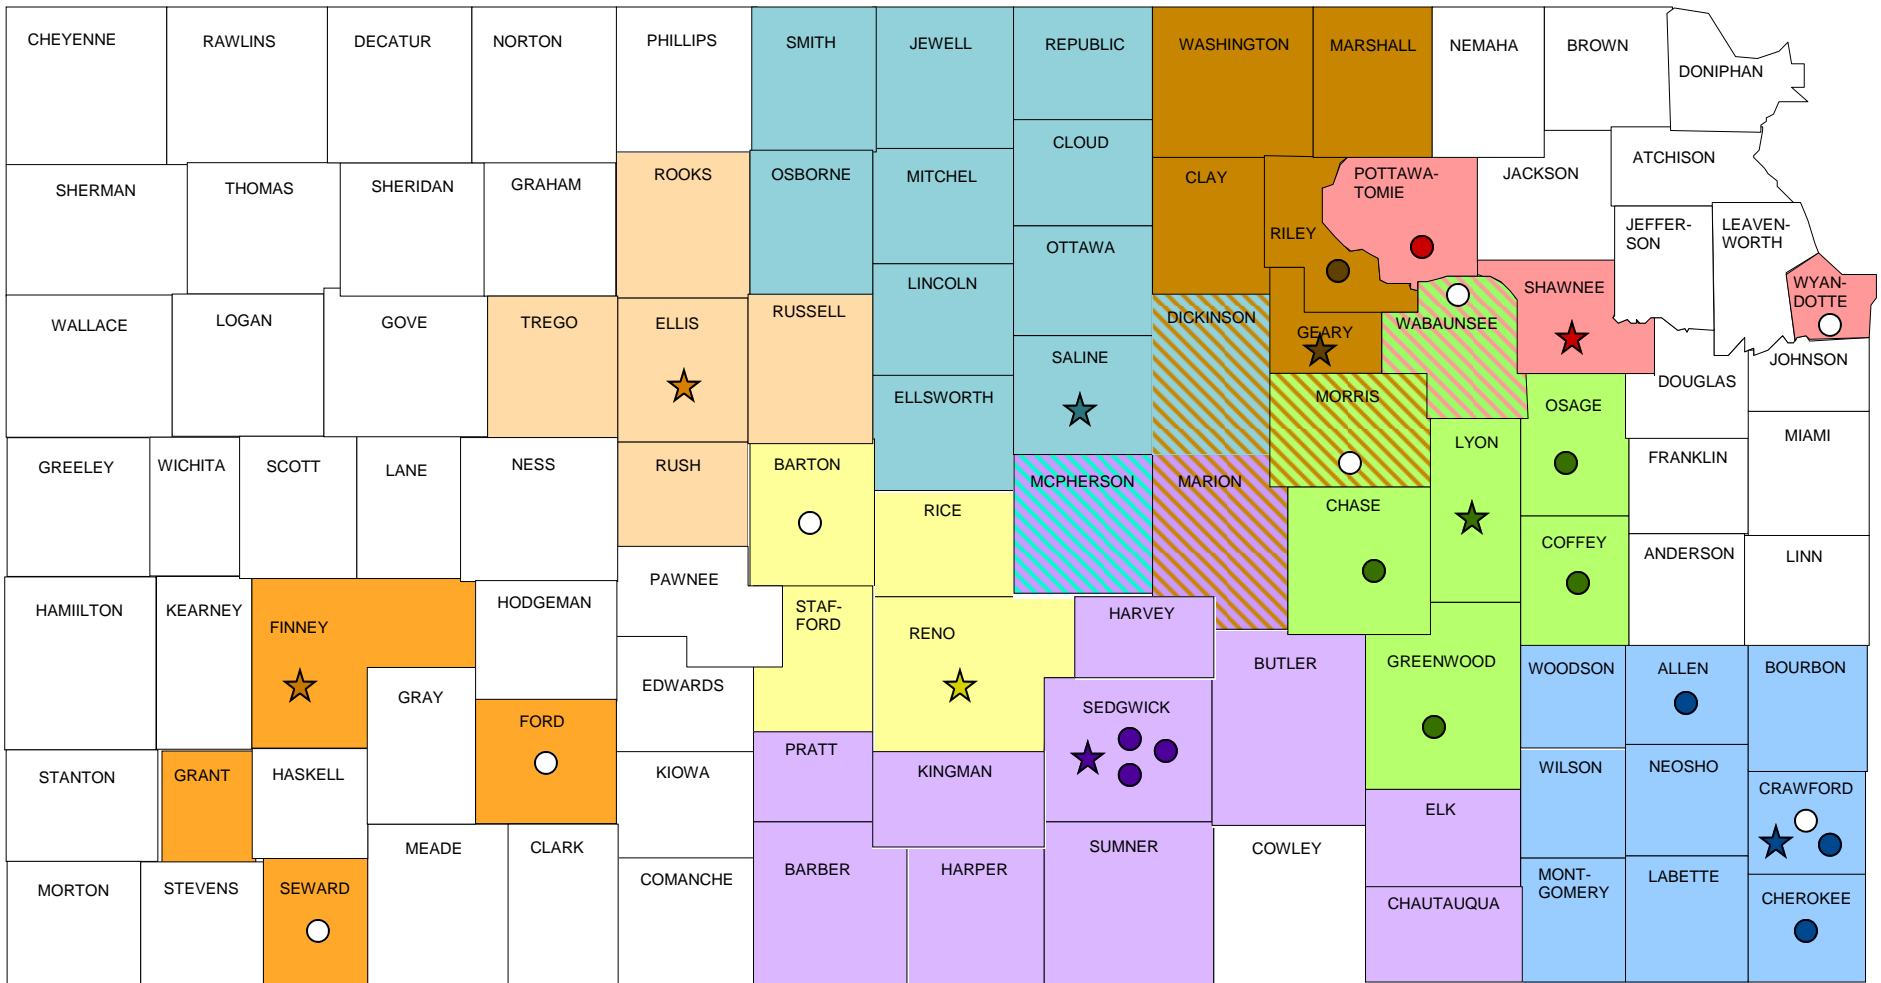 CHEYENNE
RAWLINS
DECATUR
NORTON
PHILLIPS
SMITH
JEWELL
REPUBLIC
WASHINGTON
MARSHALL
NEMAHA
BROWN
DONIPHAN
CLOUD
ATCHISON
SHERMAN
THOMAS
SHERIDAN
GRAHAM
ROOKS
OSBORNE
MITCHEL
CLAY
POTTAWA-
TOMIE
JACKSON
RILEY
JEFFER-
SON
LEAVEN-
WORTH
OTTAWA
LINCOLN
WALLACE
LOGAN
GOVE
TREGO
ELLIS
RUSSELL
DICKINSON
GEARY
WABAUNSEE
SHAWNEE
WYAN-
DOTTE
SALINE
JOHNSON
DOUGLAS
ELLSWORTH
MORRIS
OSAGE
LYON
MIAMI
GREELEY
WICHITA
SCOTT
LANE
NESS
RUSH
BARTON
MCPHERSON
MARION
FRANKLIN
RICE
CHASE
COFFEY
ANDERSON
LINN
HAMIILTON
KEARNEY
FINNEY
HODGEMAN
PAWNEE
STAF-
FORD
RENO
HARVEY
BUTLER
GREENWOOD
WOODSON
ALLEN
BOURBON
GRAY
EDWARDS
SEDGWICK
FORD
STANTON
GRANT
HASKELL
KIOWA
PRATT
KINGMAN
WILSON
NEOSHO
CRAWFORD
ELK
MEADE
CLARK
SUMNER
COWLEY
MORTON
STEVENS
SEWARD
COMANCHE
BARBER
HARPER
CHAUTAUQUA
MONT-
GOMERY
LABETTE
CHEROKEE